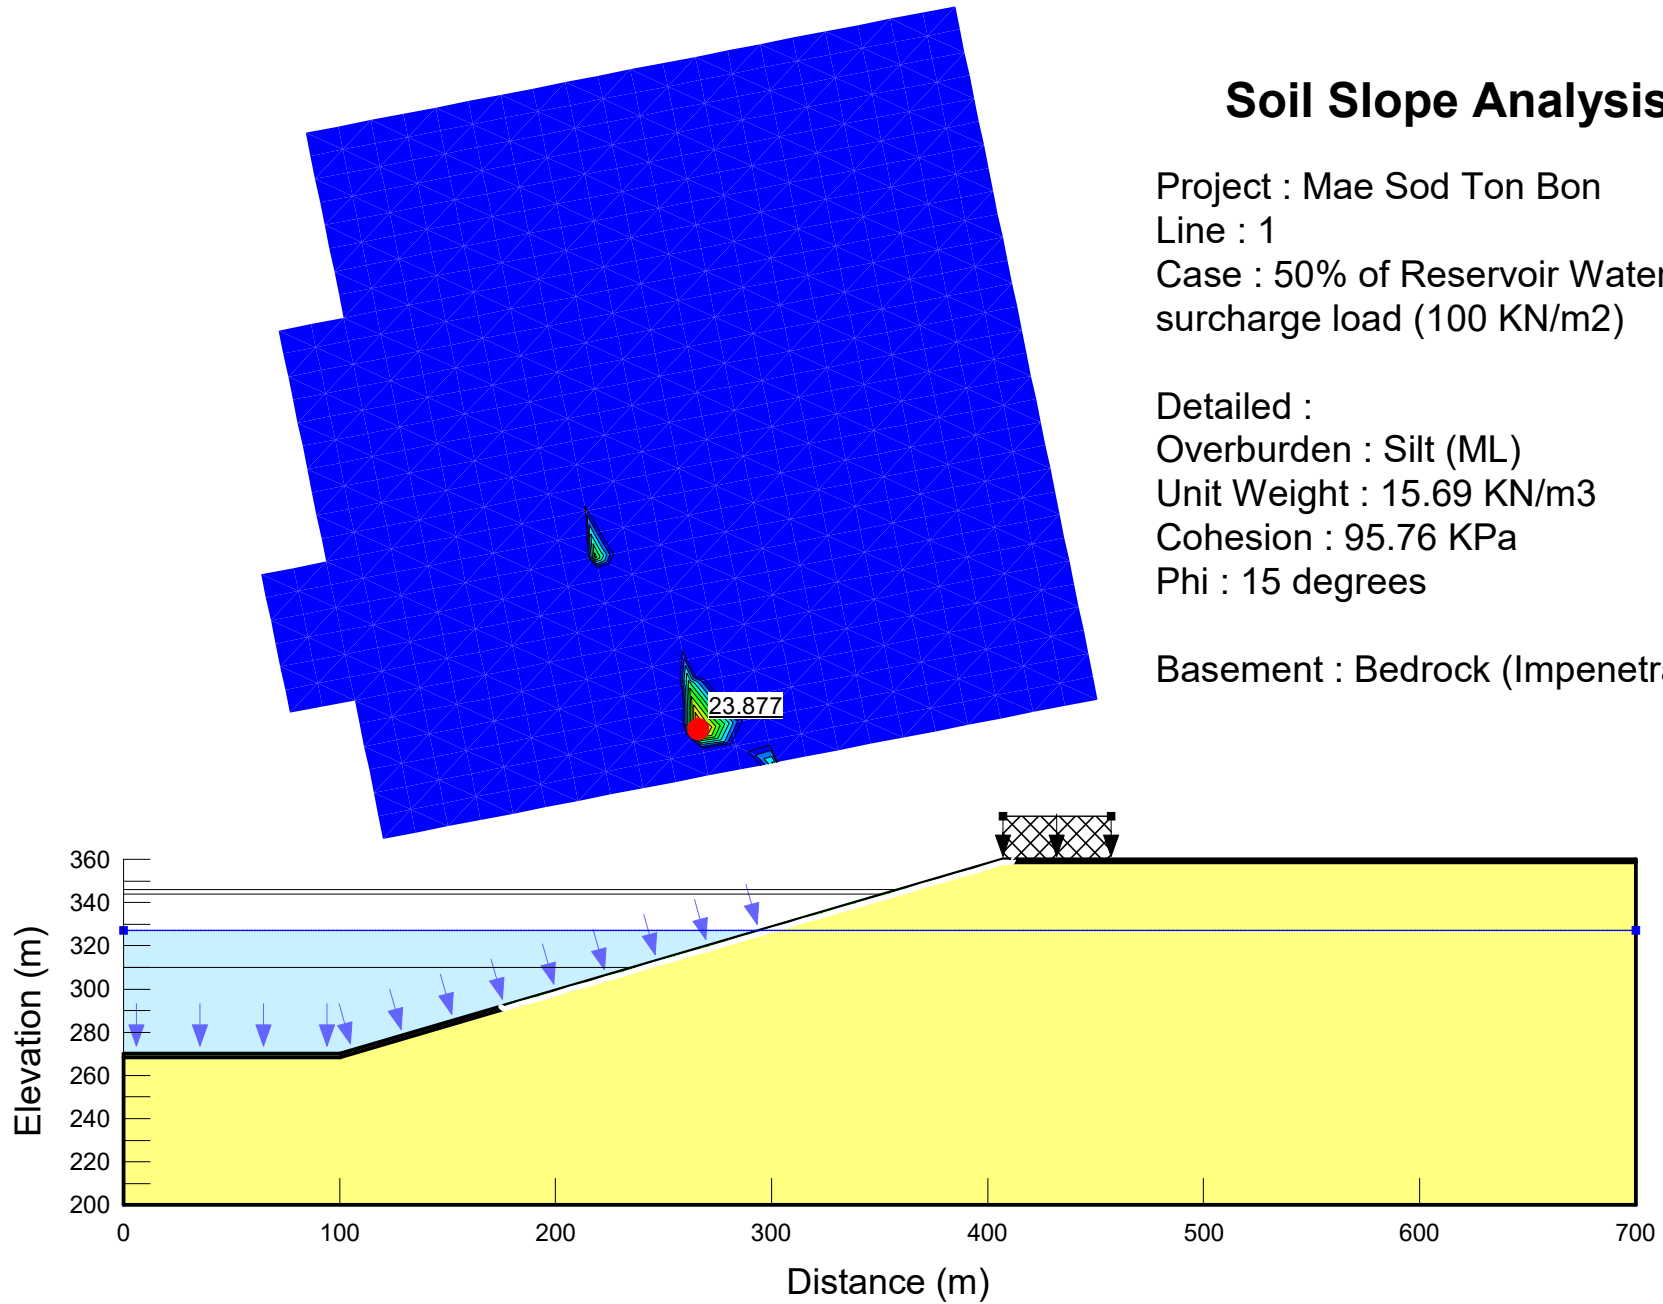 Soil Slope Analysis
Project : Mae Sod Ton Bon
Line : 1
Case : 50% of Reservoir Water
surcharge load (100 KN/m2)
Detailed :
Overburden : Silt (ML)
Unit Weight : 15.69 KN/m3
Cohesion : 95.76 KPa
Phi : 15 degrees
Basement : Bedrock (Impenetra
23.877
360
340
320
300
280
260
240
220
200
Elevation (m)
0 100 200 300 400 500 600 700
Distance (m)